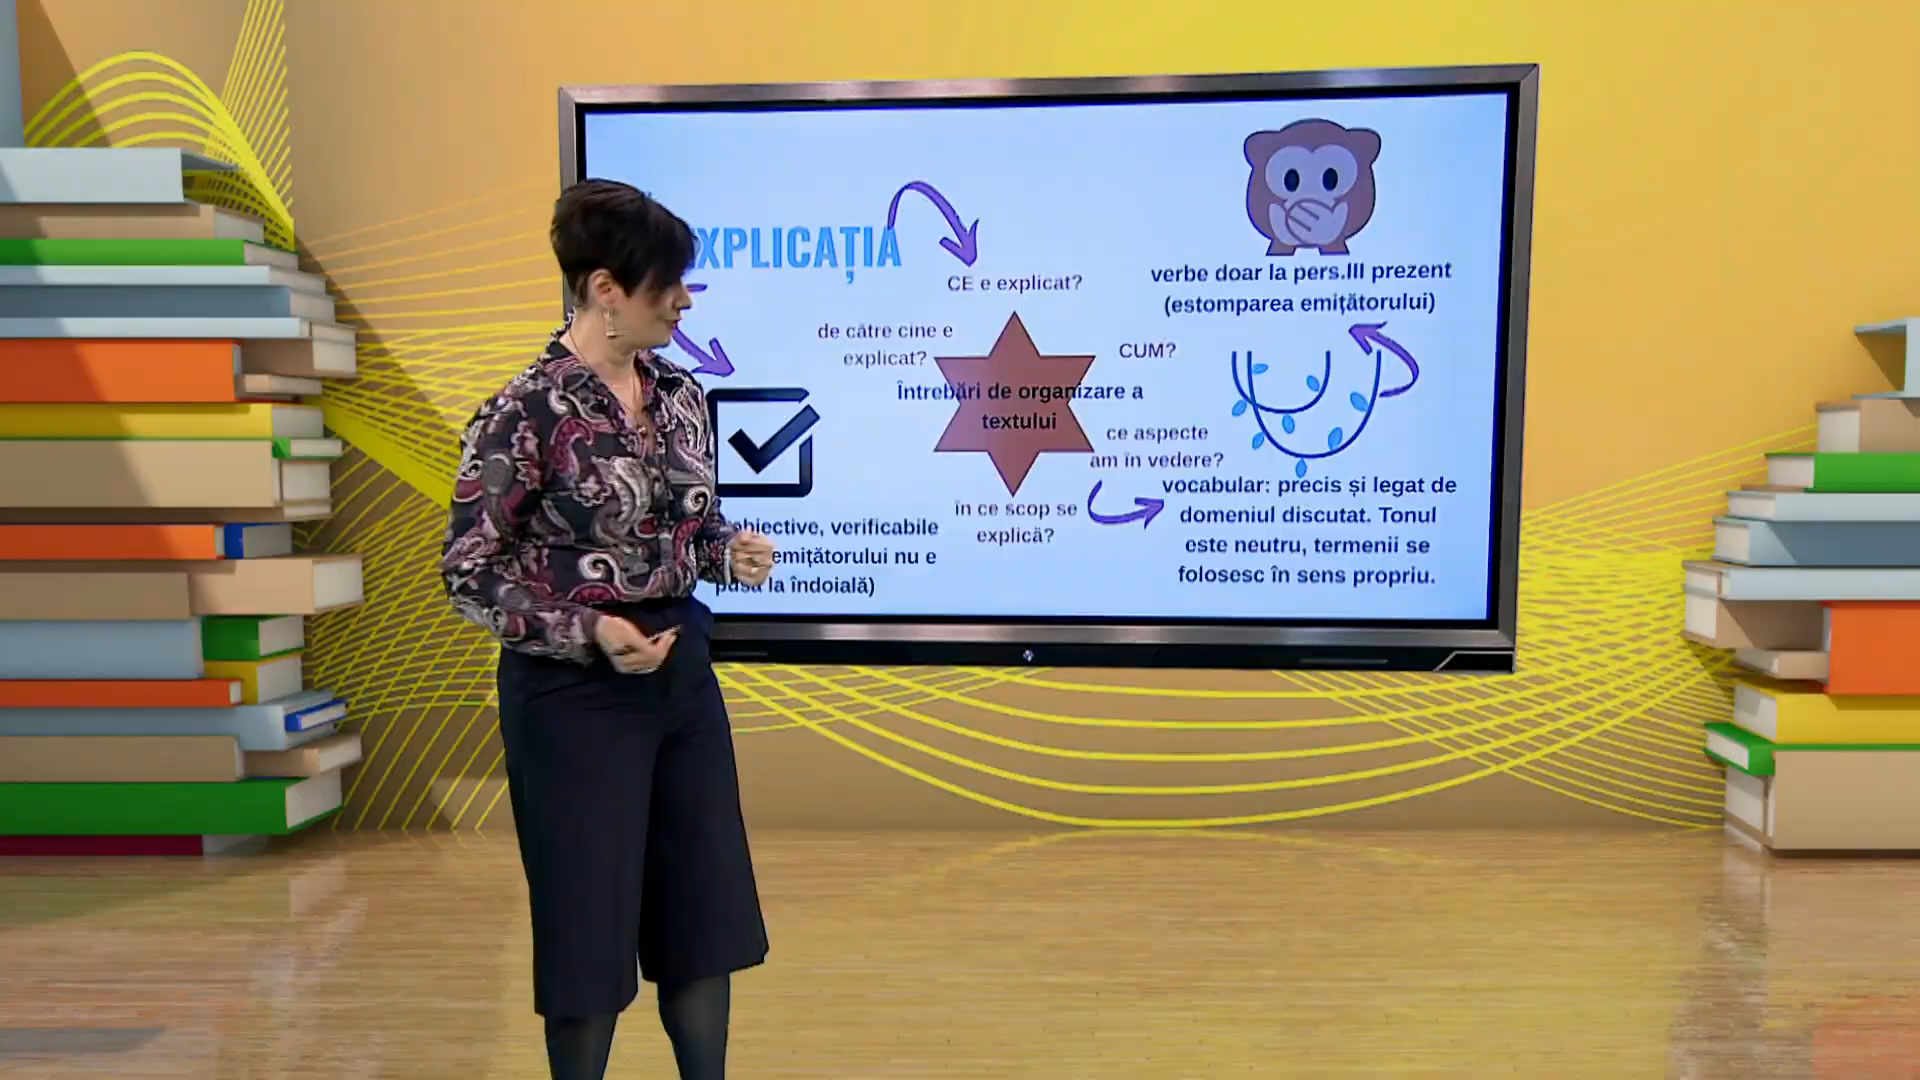 XPLICAȚIA
CE e explicat?
de către cine e
explicat?
CUM?
Întrebări de organizare a
textului
ce aspecte
am în vedere?
în ce scop se
explică?
verbe doar la pers.III prezent
(estomparea emițătorului)
vocabular: precis și legat de
domeniul discutat. Tonul
este neutru, termenii se
folosesc în sens propriu.
obiective, verificabile
emițătorului nu e
pusă la îndoială)